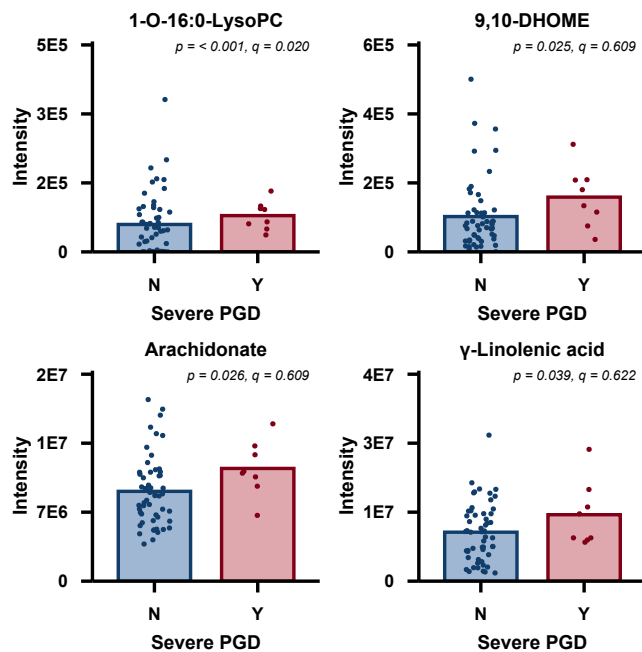 1-O-16:0-LysoPC
p = < 0.001, q = 0.020
5E5
3E5
2E5
0
Intensity
N Y
Severe PGD
9,10-DHOME
p = 0.025, q = 0.609
6E5
4E5
2E5
0
Intensity
N Y
Severe PGD
Arachidonate
p = 0.026, q = 0.609
2E7
1E7
7E6
0
Intensity
N Y
Severe PGD
γ-Linolenic acid
p = 0.039, q = 0.622
4E7
3E7
1E7
0
Intensity
N Y
Severe PGD